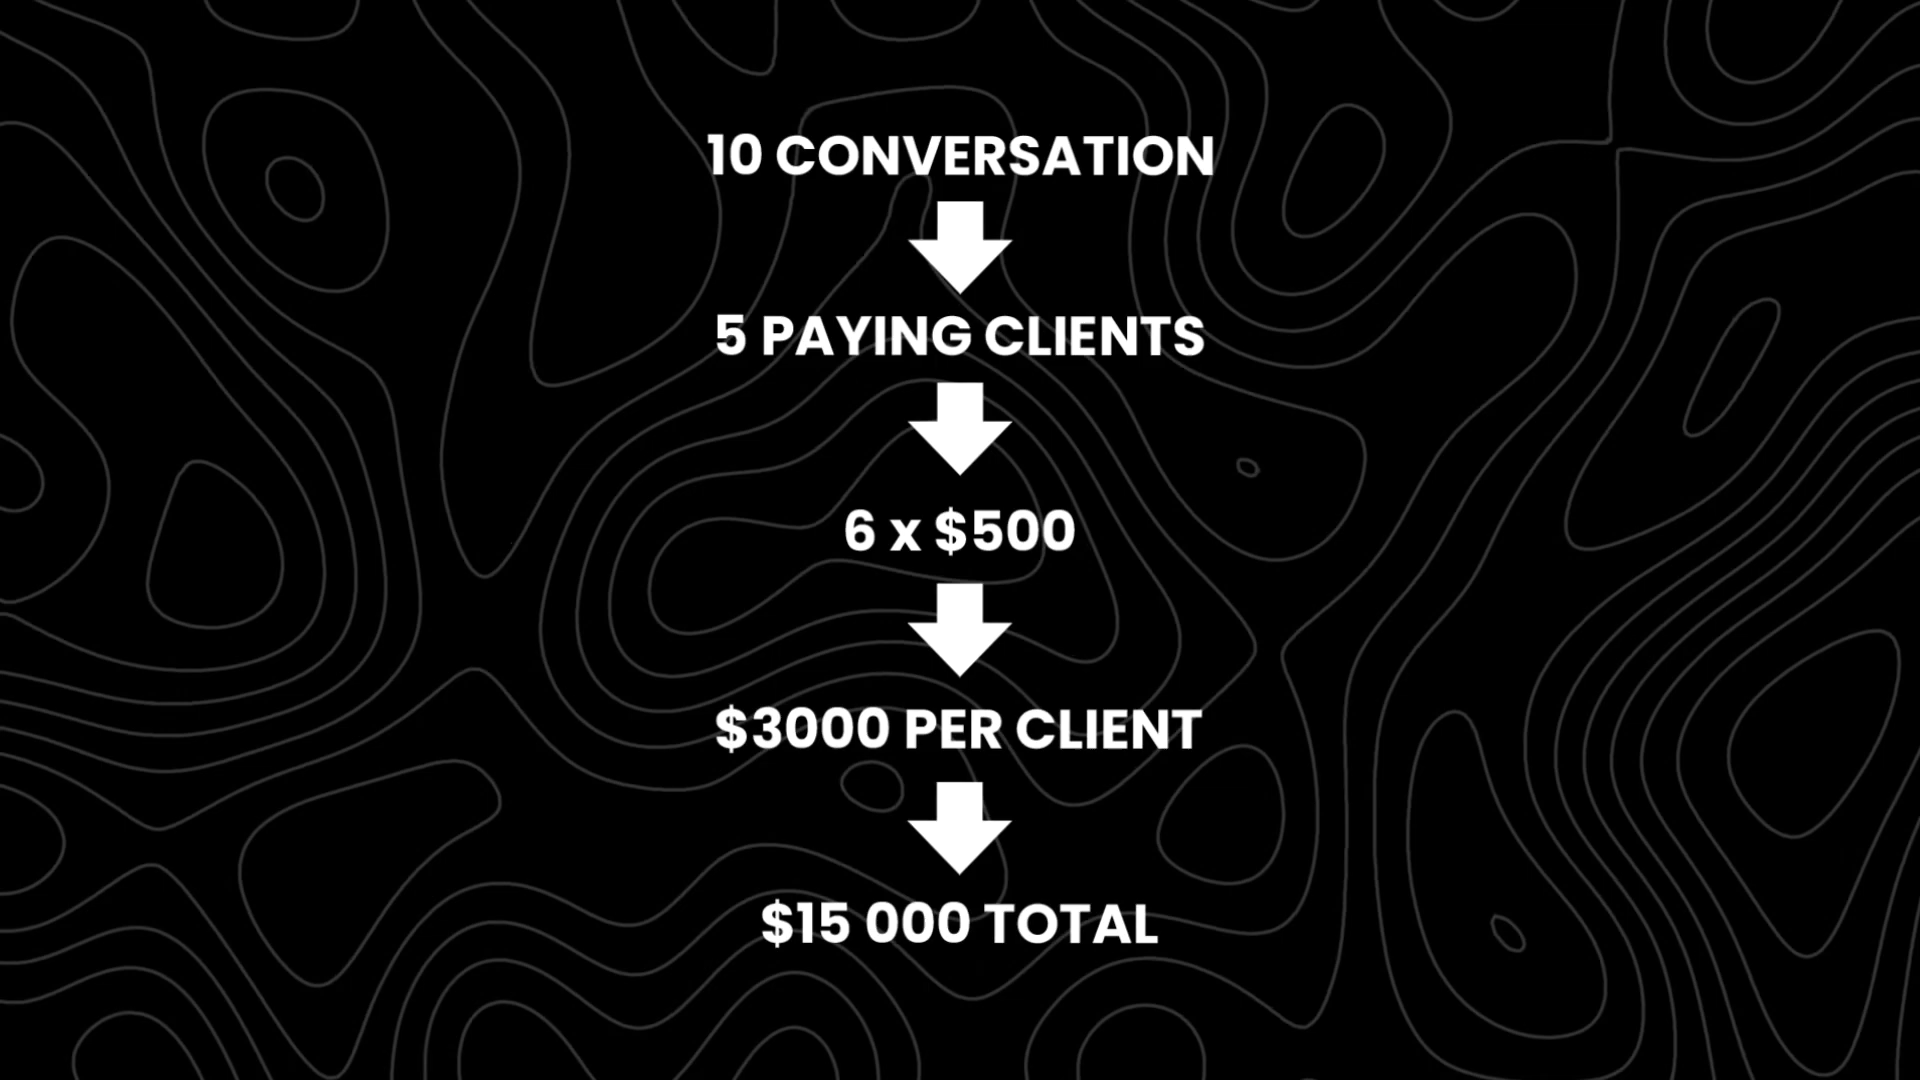 10 CONVERSATION
5 PAYING CLIENTS
6 x $500
$3000 PER CLIENT
$15 000 TOTAL